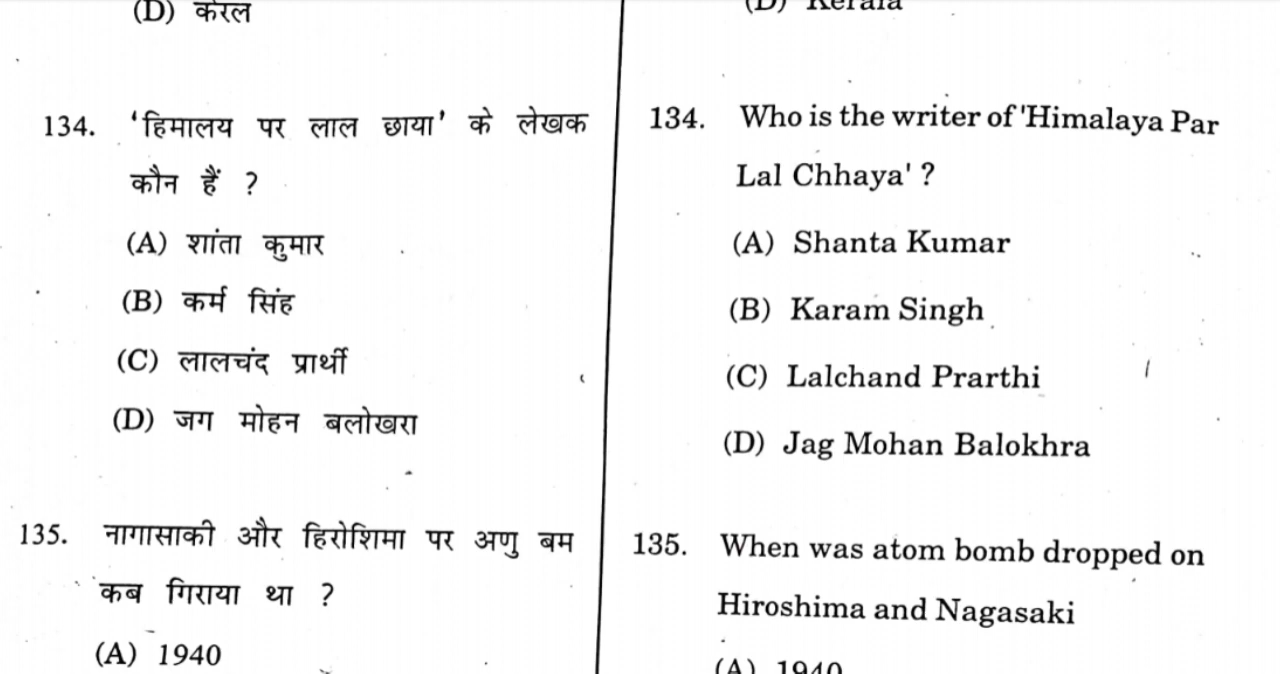 (D) केरल
134. 'हिमालय पर लाल छाया' के लेखक
कौन हैं ?
(A) शांता कुमार
(B) कर्म सिंह
(C) लालचंद प्रार्थी
(D) जग मोहन बलोखरा
135. नागासाकी और हिरोशिमा पर अणु बम
कब गिराया था ?
(A) 1940
(D) Kerala
134. Who is the writer of 'Himalaya Par
Lal Chhaya' ?
(A) Shanta Kumar
(B) Karam Singh
(C) Lalchand Prarthi
(D) Jag Mohan Balokhra
135. When was atom bomb dropped on
Hiroshima and Nagasaki
(A) 1940